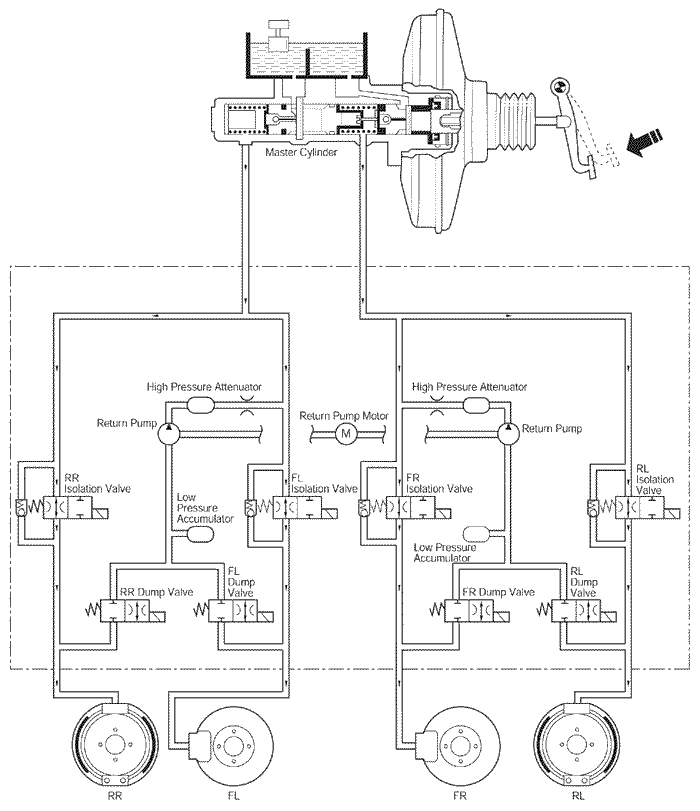 Master Cylinder
High Pressure Attenuator
High Pressure Attenuator
Return Pump
Return Pump Motor
M
Return Pump
RR
Isolation Valve
FL
Isolation Valve
FR
Isolation Valve
RL
Isolation
Valve
Low
Pressure
Accumulator
Low Pressure
Accumulator
RR Dump Valve
FL
Dump
Valve
FR Dump Valve
RL
Dump
Valve
RR
FL
FR
RL